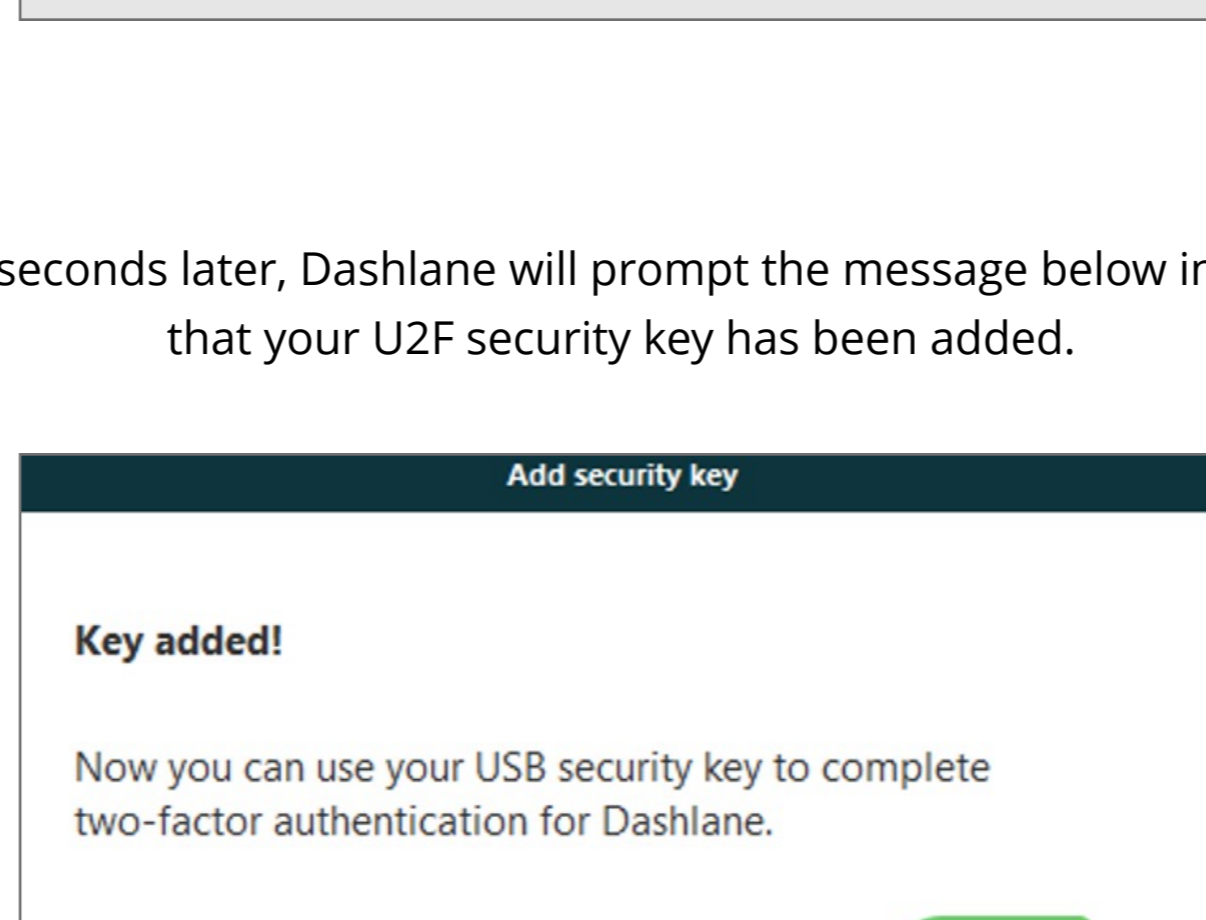 seconds later, Dashlane will prompt the message below in
that your U2F security key has been added.
Add security key
Key added!
Now you can use your USB security key to complete
two-factor authentication for Dashlane.